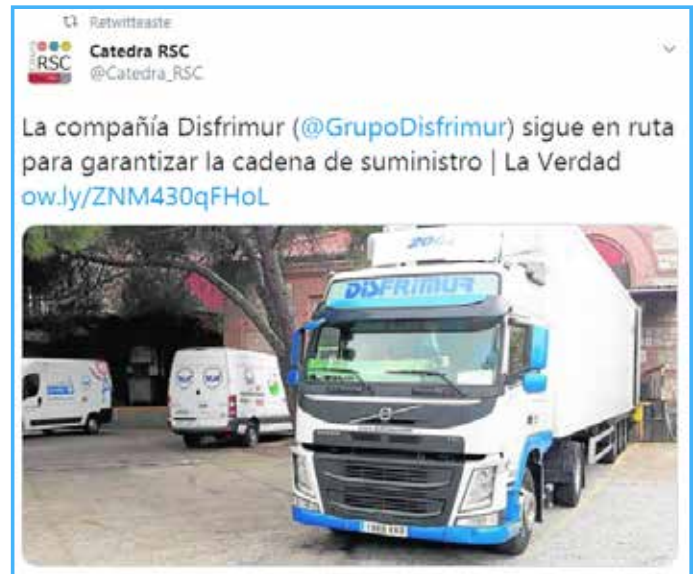 Retwitteaste
RSC
Catedra RSC
@Catedra_RSC
La compañía Disfrimur (@GrupoDisfrimur) sigue en ruta
para garantizar la cadena de suministro | La Verdad
ow.ly/ZNM430qFHoL
DISFRIMUR